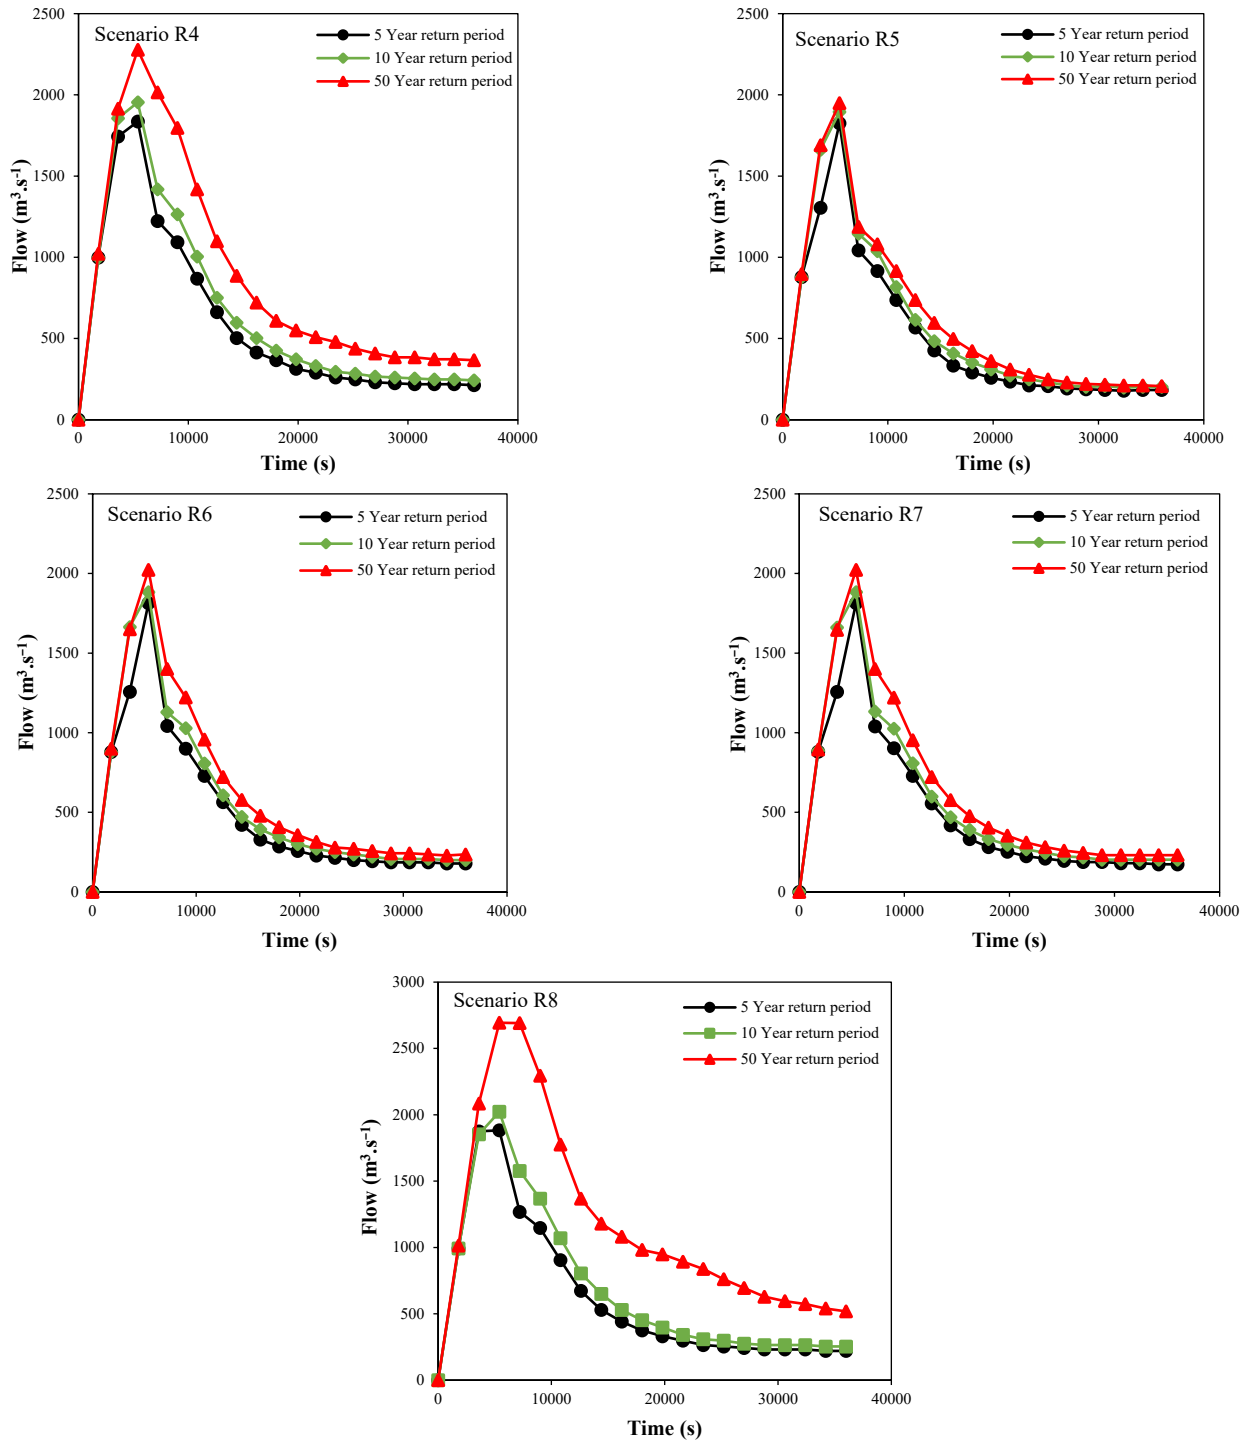 Scenario R4
5 Year return period
10 Year return period
50 Year return period
2500
2000
1500
1000
500
0
Flow (m³.s⁻¹)
0 10000 20000 30000 40000
Time (s)
Scenario R5
5 Year return period
10 Year return period
50 Year return period
2500
2000
1500
1000
500
0
Flow (m³.s⁻¹)
0 10000 20000 30000 40000
Time (s)
Scenario R6
5 Year return period
10 Year return period
50 Year return period
2500
2000
1500
1000
500
0
Flow (m³.s⁻¹)
0 10000 20000 30000 40000
Time (s)
Scenario R7
5 Year return period
10 Year return period
50 Year return period
2500
2000
1500
1000
500
0
Flow (m³.s⁻¹)
0 10000 20000 30000 40000
Time (s)
Scenario R8
5 Year return period
10 Year return period
50 Year return period
3000
2500
2000
1500
1000
500
0
Flow (m³.s⁻¹)
0 10000 20000 30000 40000
Time (s)